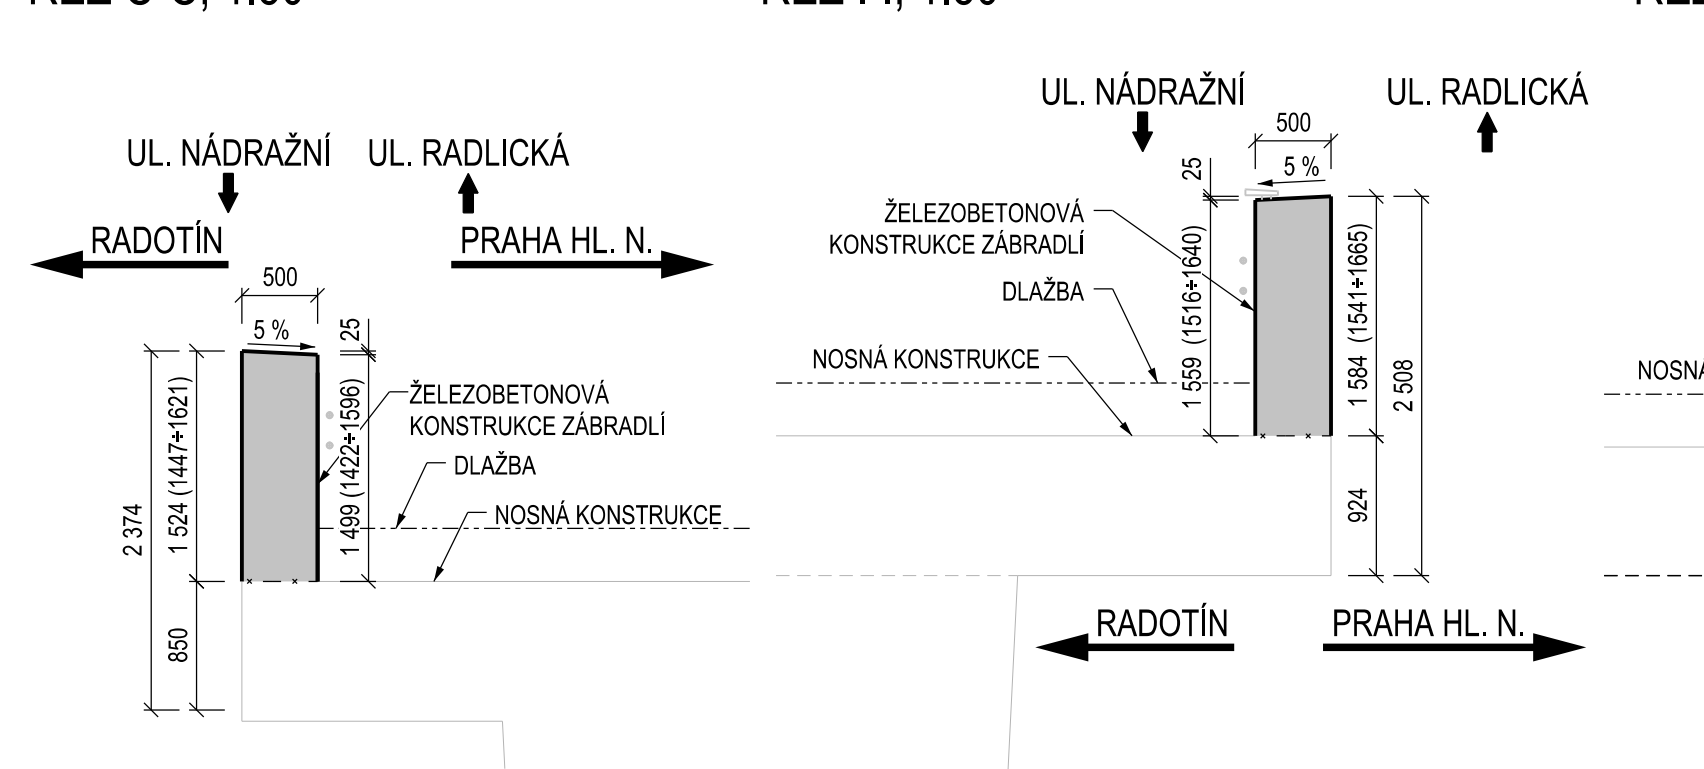 UL. NÁDRAŽNÍ
UL. RADLICKÁ
RADOTÍN
PRAHA HL. N.
500
5 %
25
2 374
1 524 (1447÷1621)
850
1 499 (1422÷1596)
ŽELEZOBETONOVÁ
KONSTRUKCE ZÁBRADLÍ
DLAŽBA
NOSNÁ KONSTRUKCE
UL. NÁDRAŽNÍ
UL. RADLICKÁ
500
5 %
25
ŽELEZOBETONOVÁ
KONSTRUKCE ZÁBRADLÍ
DLAŽBA
NOSNÁ KONSTRUKCE
1 559 (1516÷1640)
1 584 (1541÷1665)
2 508
924
RADOTÍN
PRAHA HL. N.